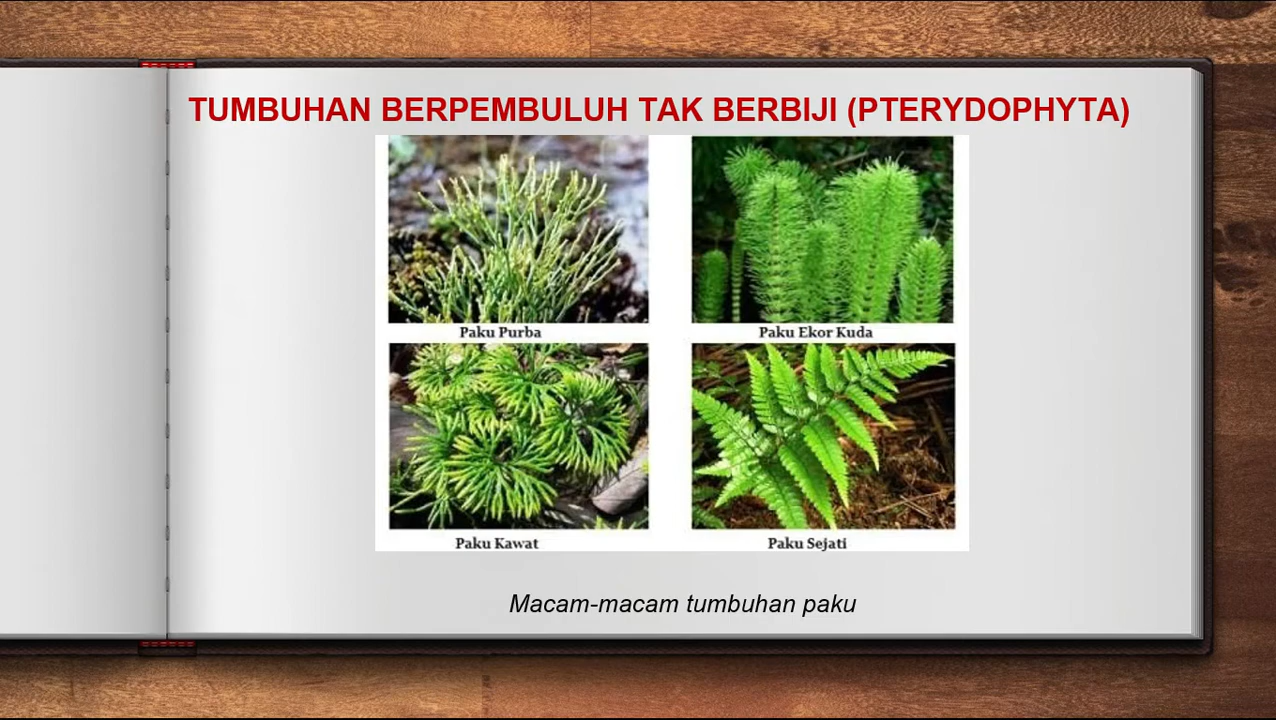 TUMBUHAN BERPEMBULUH TAK BERBIJI (PTERYDOPHYTA)
Paku Purba
Paku Ekor Kuda
Paku Kawat
Paku Sejati
Macam-macam tumbuhan paku